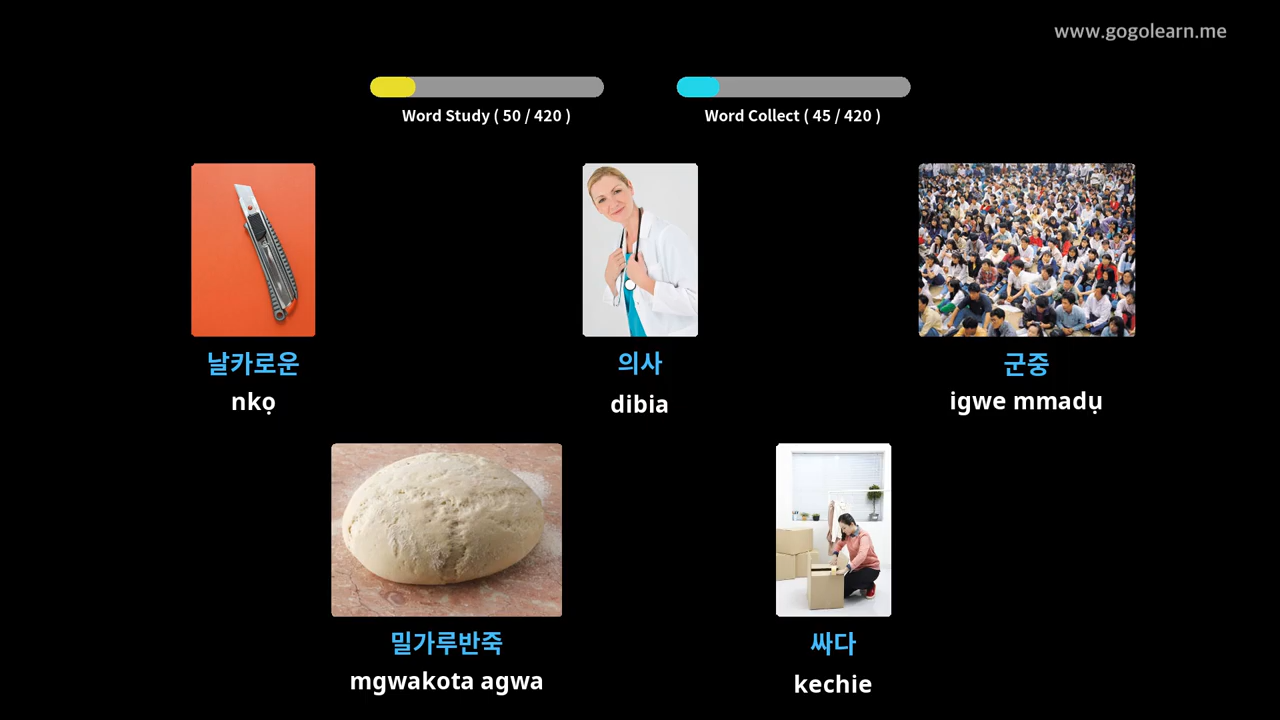 www.gogolearn.me
Word Study ( 50 / 420 )
Word Collect ( 45 / 420 )
날카로운
nkọ
의사
dibia
군중
igwe mmadụ
밀가루반죽
mgwakota agwa
싸다
kechie